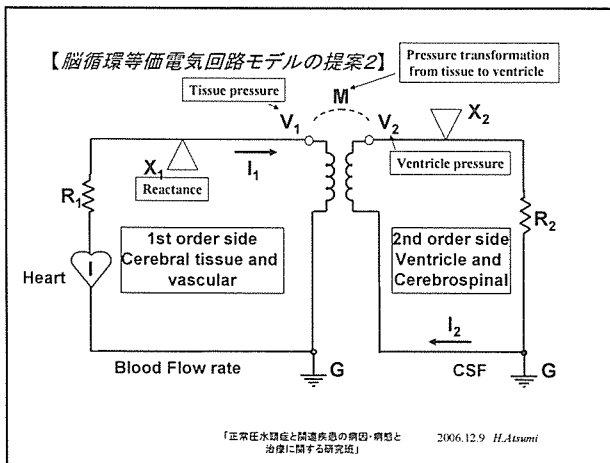 【脳循環等価電気回路モデルの提案2】
Pressure transformation
from tissue to ventricle
Tissue pressure
M
V1
V2
X2
X1
Reactance
I1
Ventricle pressure
R1
R2
1st order side
Cerebral tissue and
vascular
2nd order side
Ventricle and
Cerebrospinal
Heart
I
I2
Blood Flow rate
G
CSF
G
「正常圧水頭症と関連疾患の病因・病態と
治療に関する研究班」
2006.12.9 H.Atsumi